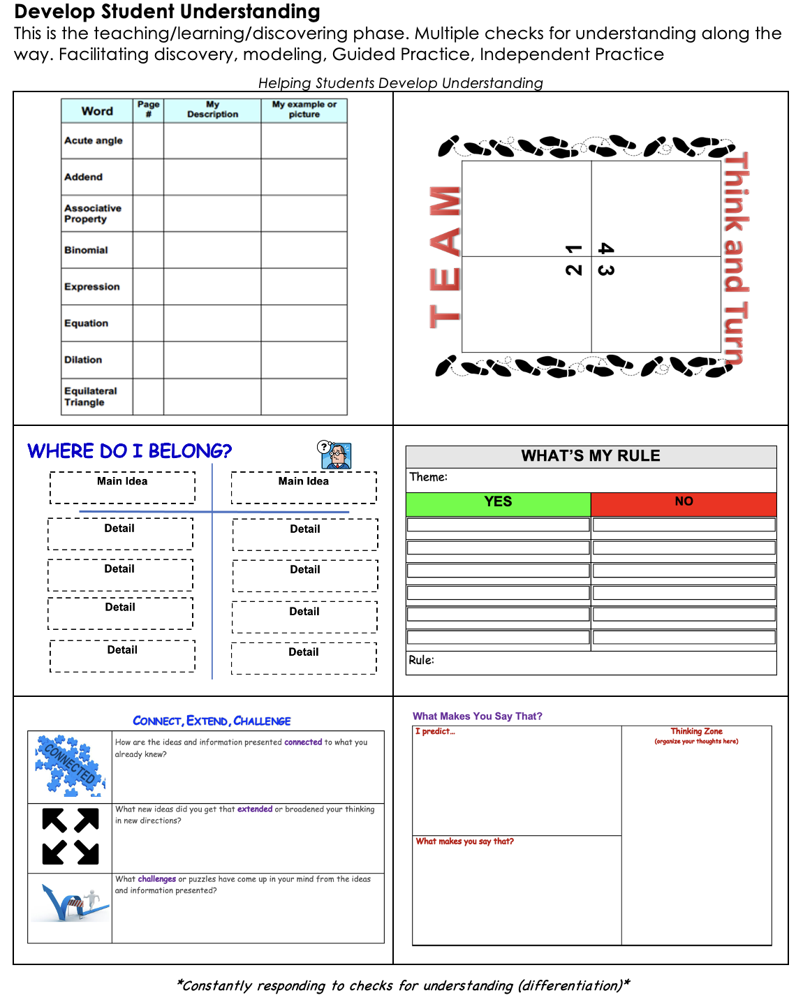 Develop Student Understanding
This is the teaching/learning/discovering phase. Multiple checks for understanding along the
way. Facilitating discovery, modeling, Guided Practice, Independent Practice
Helping Students Develop Understanding
Word
Page
#
My
Description
My example or
picture
Acute angle
Addend
Associative
Property
Binomial
Expression
Equation
Dilation
Equilateral
Triangle
TEAM
Think and Turn
1
4
2
3
WHERE DO I BELONG?
?
Main Idea
Main Idea
Detail
Detail
Detail
Detail
Detail
Detail
Detail
Detail
WHAT'S MY RULE
Theme:
YES
NO
Rule:
CONNECT, EXTEND, CHALLENGE
CONNECTED
How are the ideas and information presented connected to what you
already knew?
What new ideas did you get that extended or broadened your thinking
in new directions?
What challenges or puzzles have come up in your mind from the ideas
and information presented?
What Makes You Say That?
I predict...
Thinking Zone
(organize your thoughts here)
What makes you say that?
*Constantly responding to checks for understanding (differentiation)*